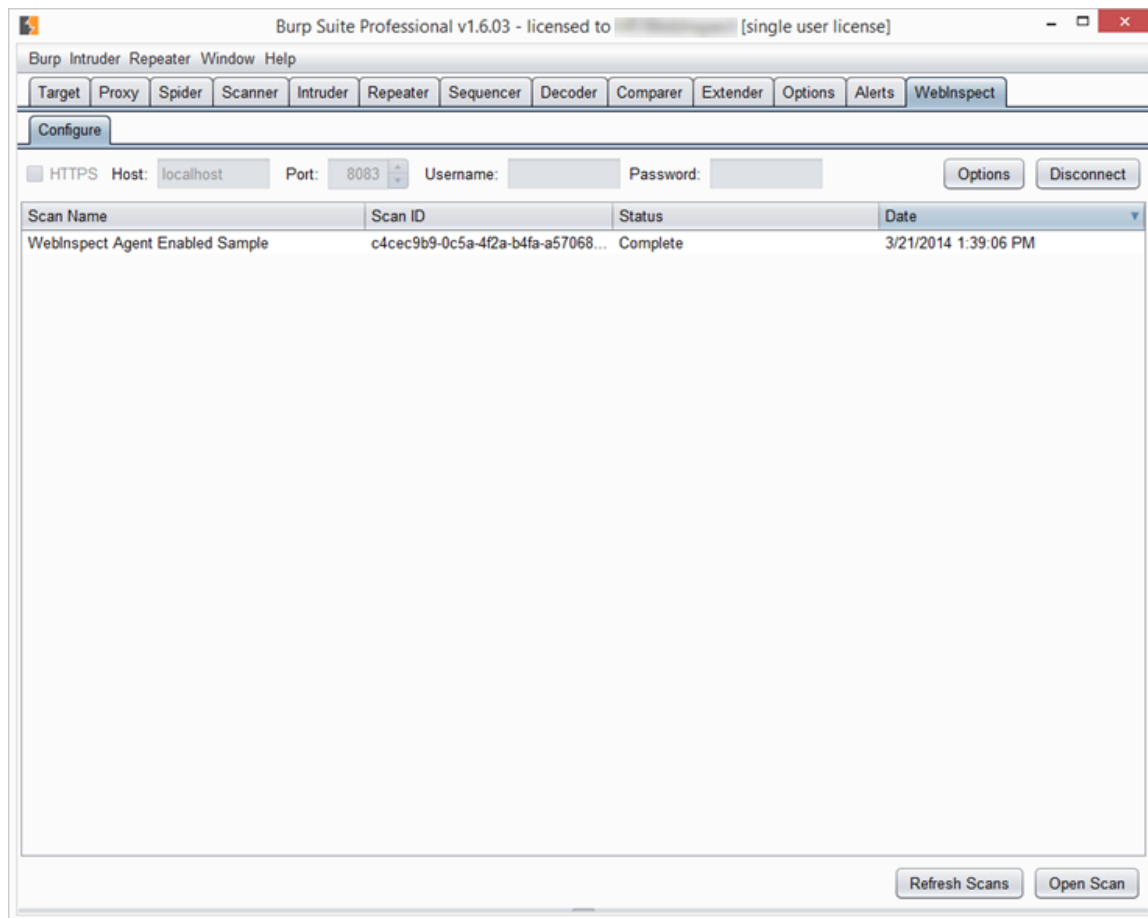 Burp Suite Professional v1.6.03 - licensed to [single user license]
Burp Intruder Repeater Window Help
Target Proxy Spider Scanner Intruder Repeater Sequencer Decoder Comparer Extender Options Alerts WebInspect
Configure
HTTPS Host: localhost Port: 8083 Username: Password: Options Disconnect
Scan Name Scan ID Status Date
WebInspect Agent Enabled Sample c4cec9b9-0c5a-4f2a-b4fa-a57068... Complete 3/21/2014 1:39:06 PM
Refresh Scans Open Scan